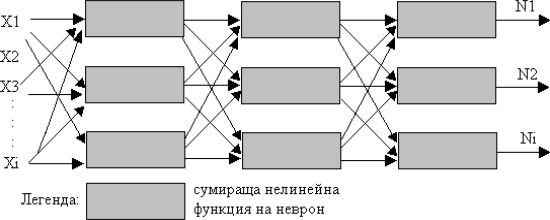 X1
X2
X3
Xi
N1
N2
Ni
Легенда:
сумираща нелинейна
функция на неврон